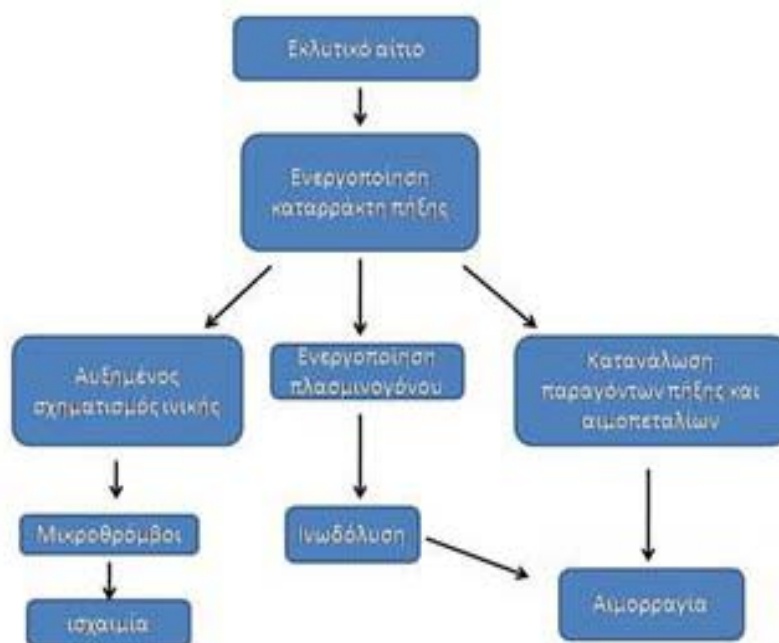 Εκλυτικό αίτιο
Ενεργοποίηση
καταρράκτη πήξης
Αυξημένος
σχηματισμός ινικής
Ενεργοποίηση
πλασμινογόνου
Κατανάλωση
παραγόντων πήξης και
αιμοπεταλίων
Μικροθρόμβοι
Ινωδόλυση
ισχαιμία
Αιμορραγία